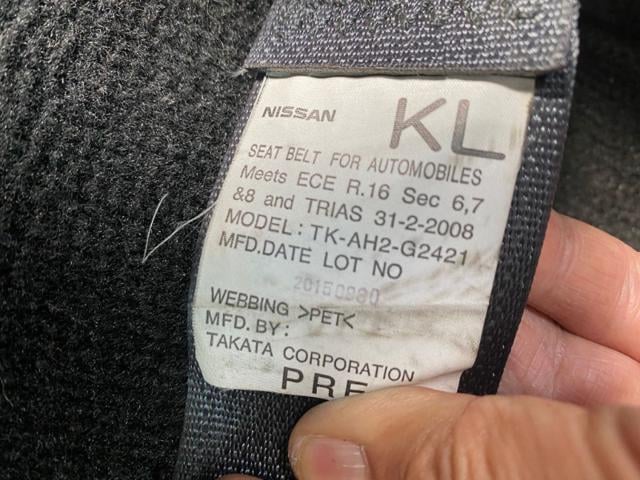 NISSAN
KL
SEAT BELT FOR AUTOMOBILES
Meets ECE R.16 Sec 6,7
&8 and TRIAS 31-2-2008
MODEL: TK-AH2-G2421
MFD.DATE LOT NO
20150930
WEBBING >PET<
MFD. BY:
TAKATA CORPORATION
PRE